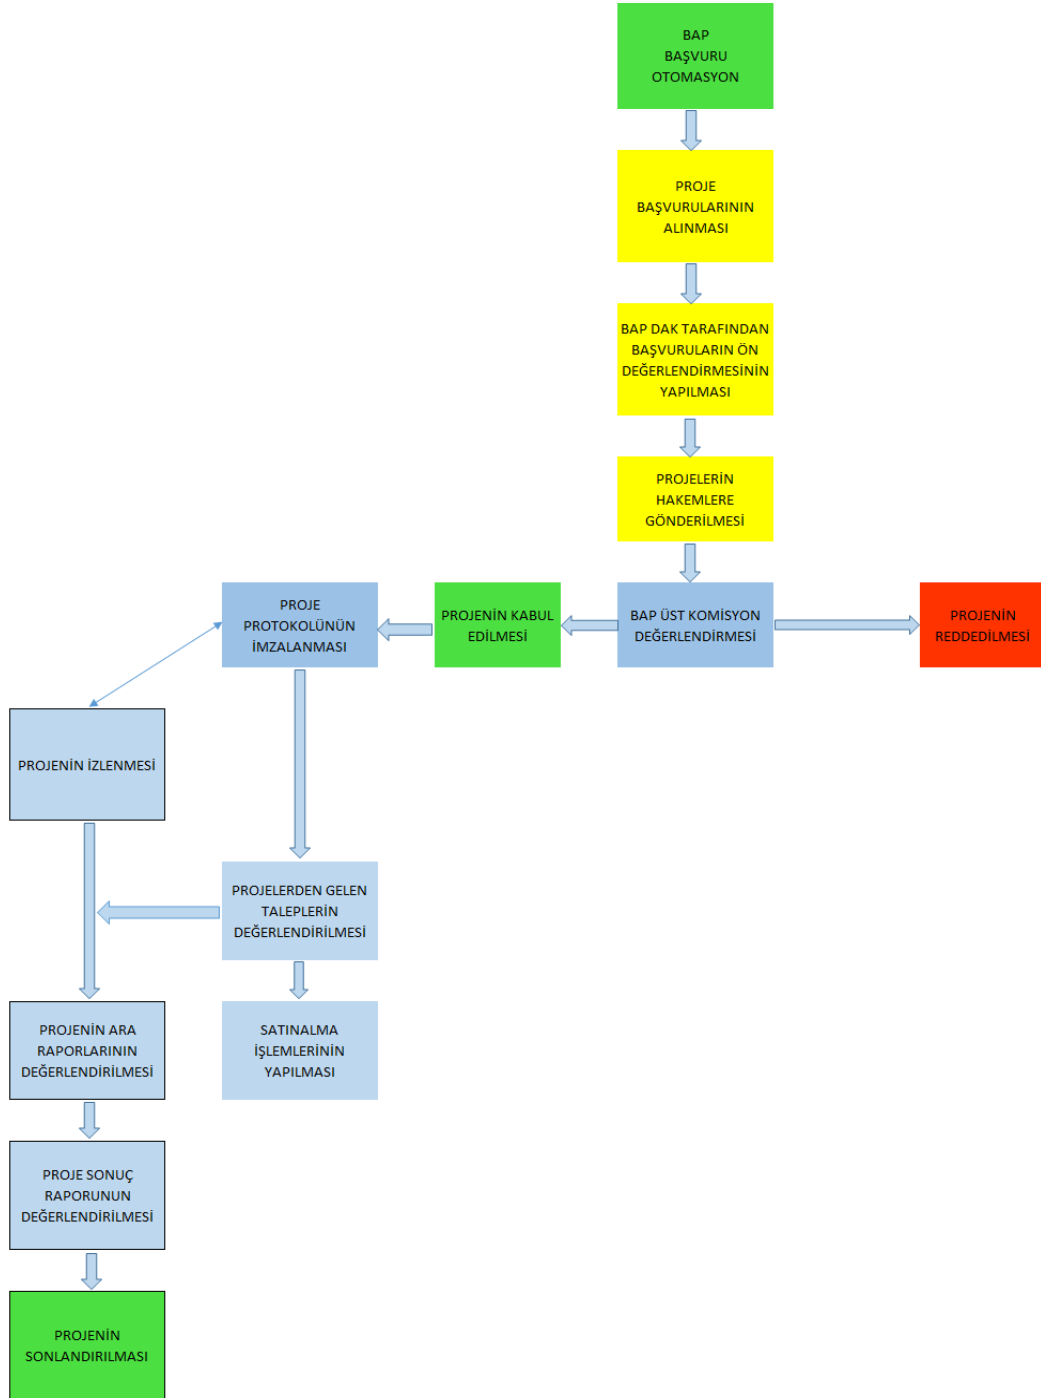 BAP
BAŞVURU
OTOMASYON
PROJE
BAŞVURULARININ
ALINMASI
BAP DAK TARAFINDAN
BAŞVURULARIN ÖN
DEĞERLENDİRMESİNİN
YAPILMASI
PROJELERİN
HAKEMLERE
GÖNDERİLMESİ
BAP ÜST KOMİSYON
DEĞERLENDİRMESİ
PROJENİN
REDDEDİLMESİ
PROJENİN KABUL
EDİLMESİ
PROJE
PROTOKOLÜNÜN
İMZALANMASI
PROJENİN İZLENMESİ
PROJELERDEN GELEN
TALEPLERİN
DEĞERLENDİRİLMESİ
SATINALMA
İŞLEMLERİNİN
YAPILMASI
PROJENİN ARA
RAPORLARININ
DEĞERLENDİRİLMESİ
PROJE SONUÇ
RAPORUNUN
DEĞERLENDİRİLMESİ
PROJENİN
SONLANDIRILMASI